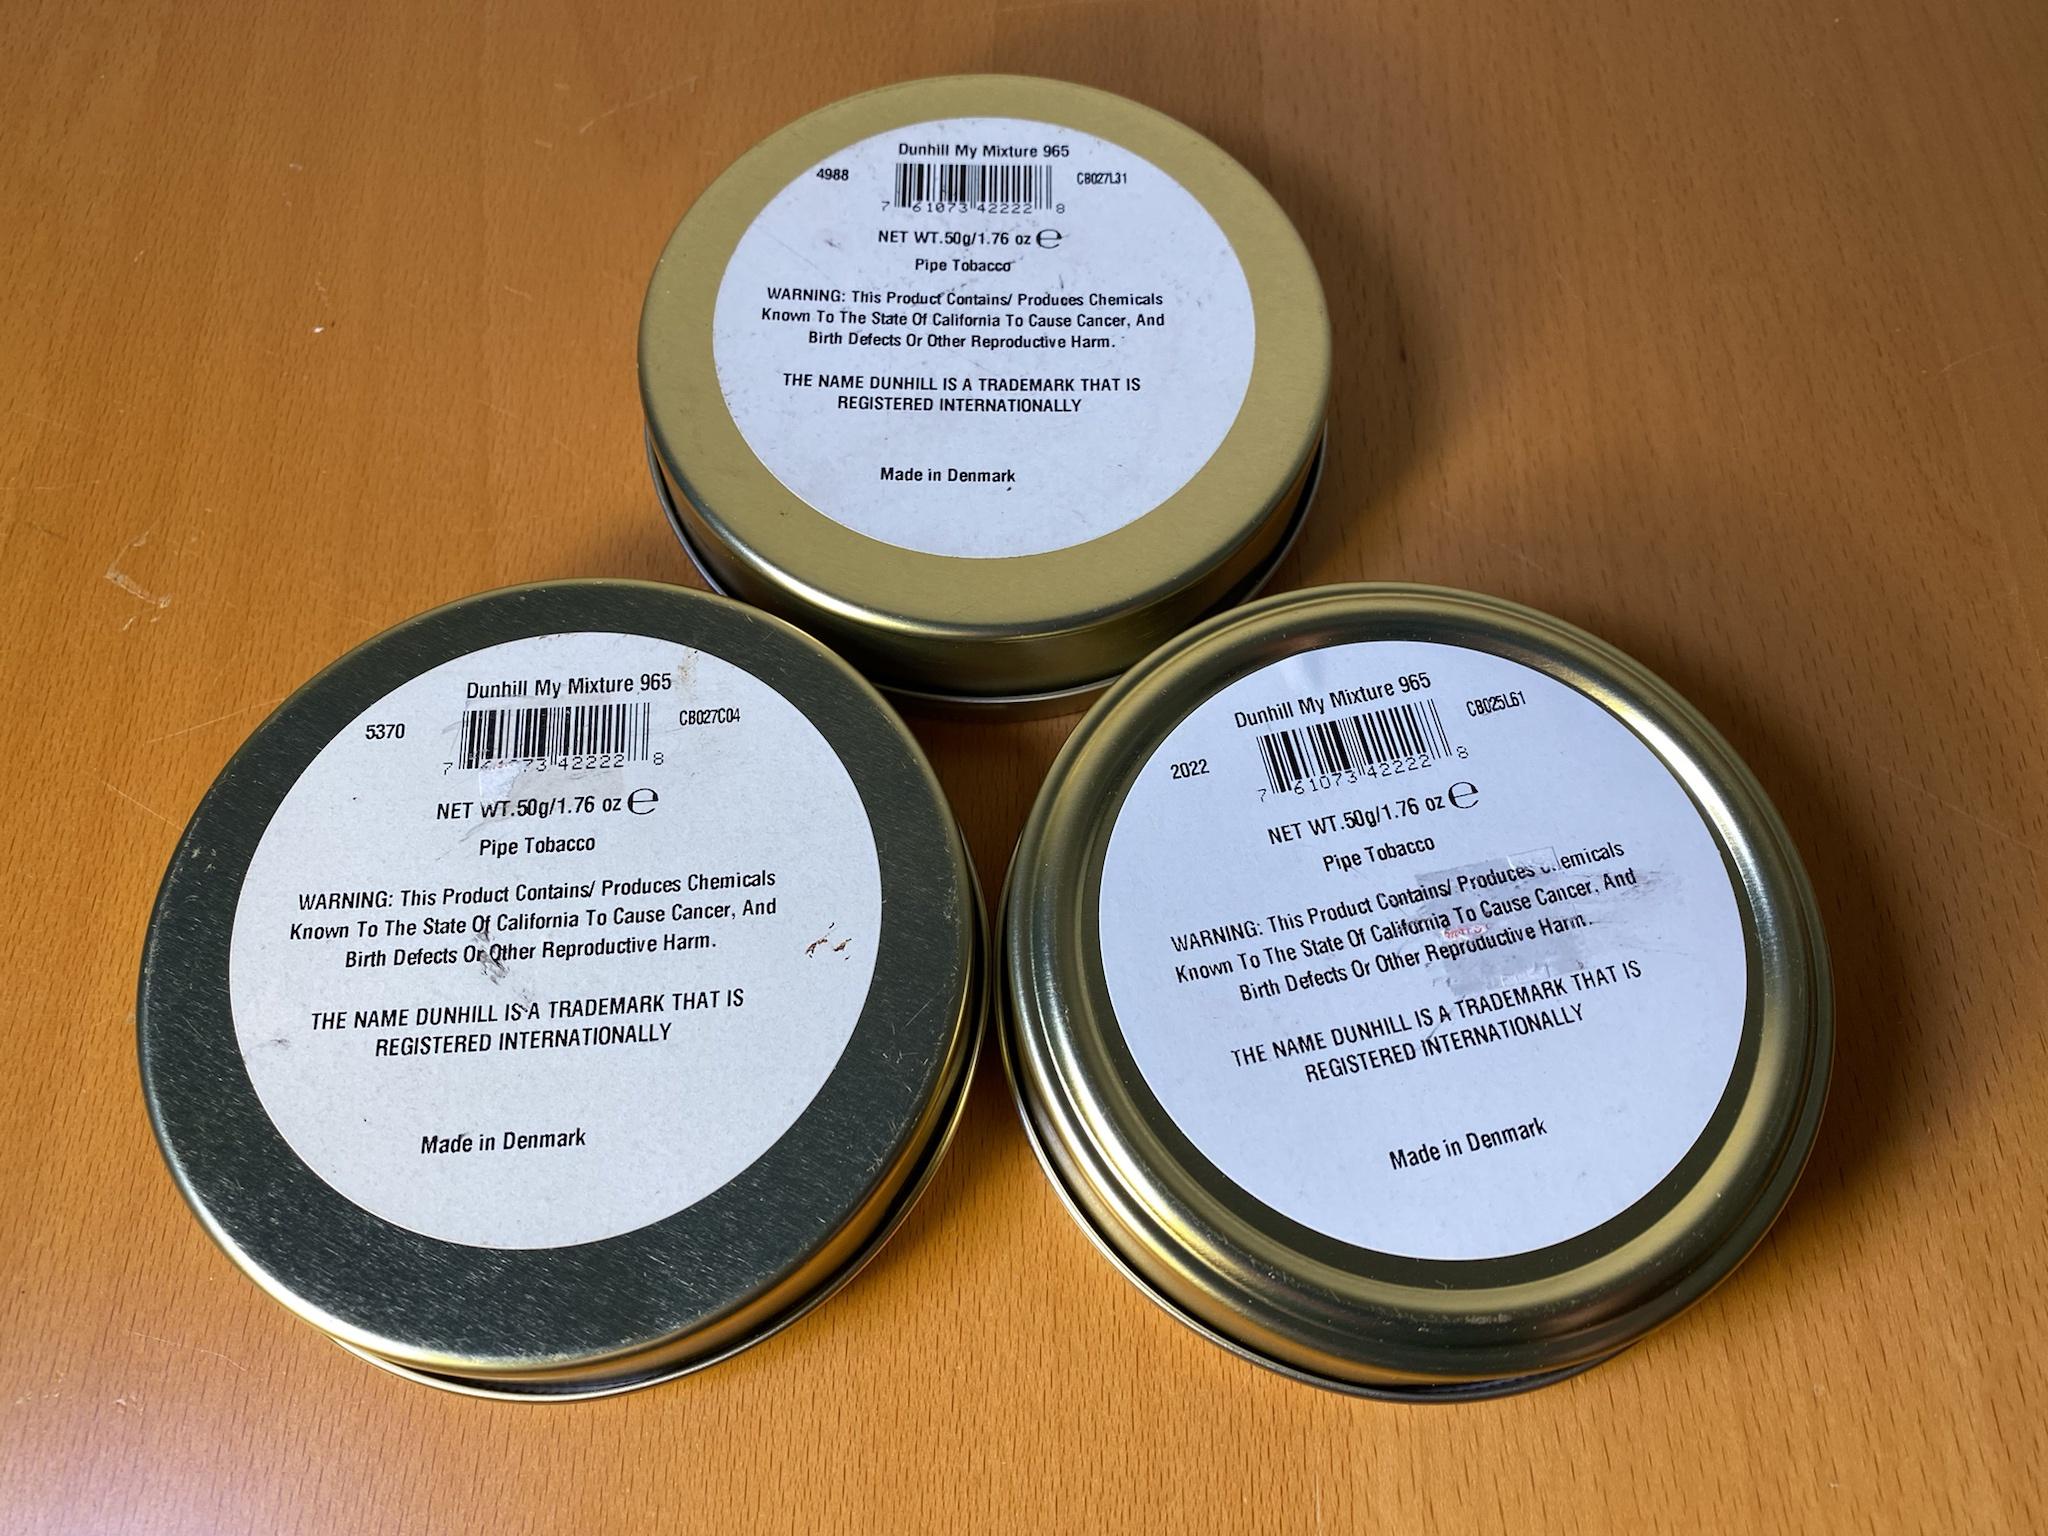 Dunhill My Mixture 965
4988
CB027L31
7 61073 42222 8
NET WT.50g/1.76 oz ℮
Pipe Tobacco
WARNING: This Product Contains/ Produces Chemicals
Known To The State Of California To Cause Cancer, And
Birth Defects Or Other Reproductive Harm.
THE NAME DUNHILL IS A TRADEMARK THAT IS
REGISTERED INTERNATIONALLY
Made in Denmark
Dunhill My Mixture 965
5370
CB027C04
7 61073 42222 8
NET WT.50g/1.76 oz ℮
Pipe Tobacco
WARNING: This Product Contains/ Produces Chemicals
Known To The State Of California To Cause Cancer, And
Birth Defects Or Other Reproductive Harm.
THE NAME DUNHILL IS A TRADEMARK THAT IS
REGISTERED INTERNATIONALLY
Made in Denmark
Dunhill My Mixture 965
2022
CB025L61
7 61073 42222 8
NET WT.50g/1.76 oz ℮
Pipe Tobacco
WARNING: This Product Contains/ Produces Chemicals
Known To The State Of California To Cause Cancer, And
Birth Defects Or Other Reproductive Harm.
THE NAME DUNHILL IS A TRADEMARK THAT IS
REGISTERED INTERNATIONALLY
Made in Denmark